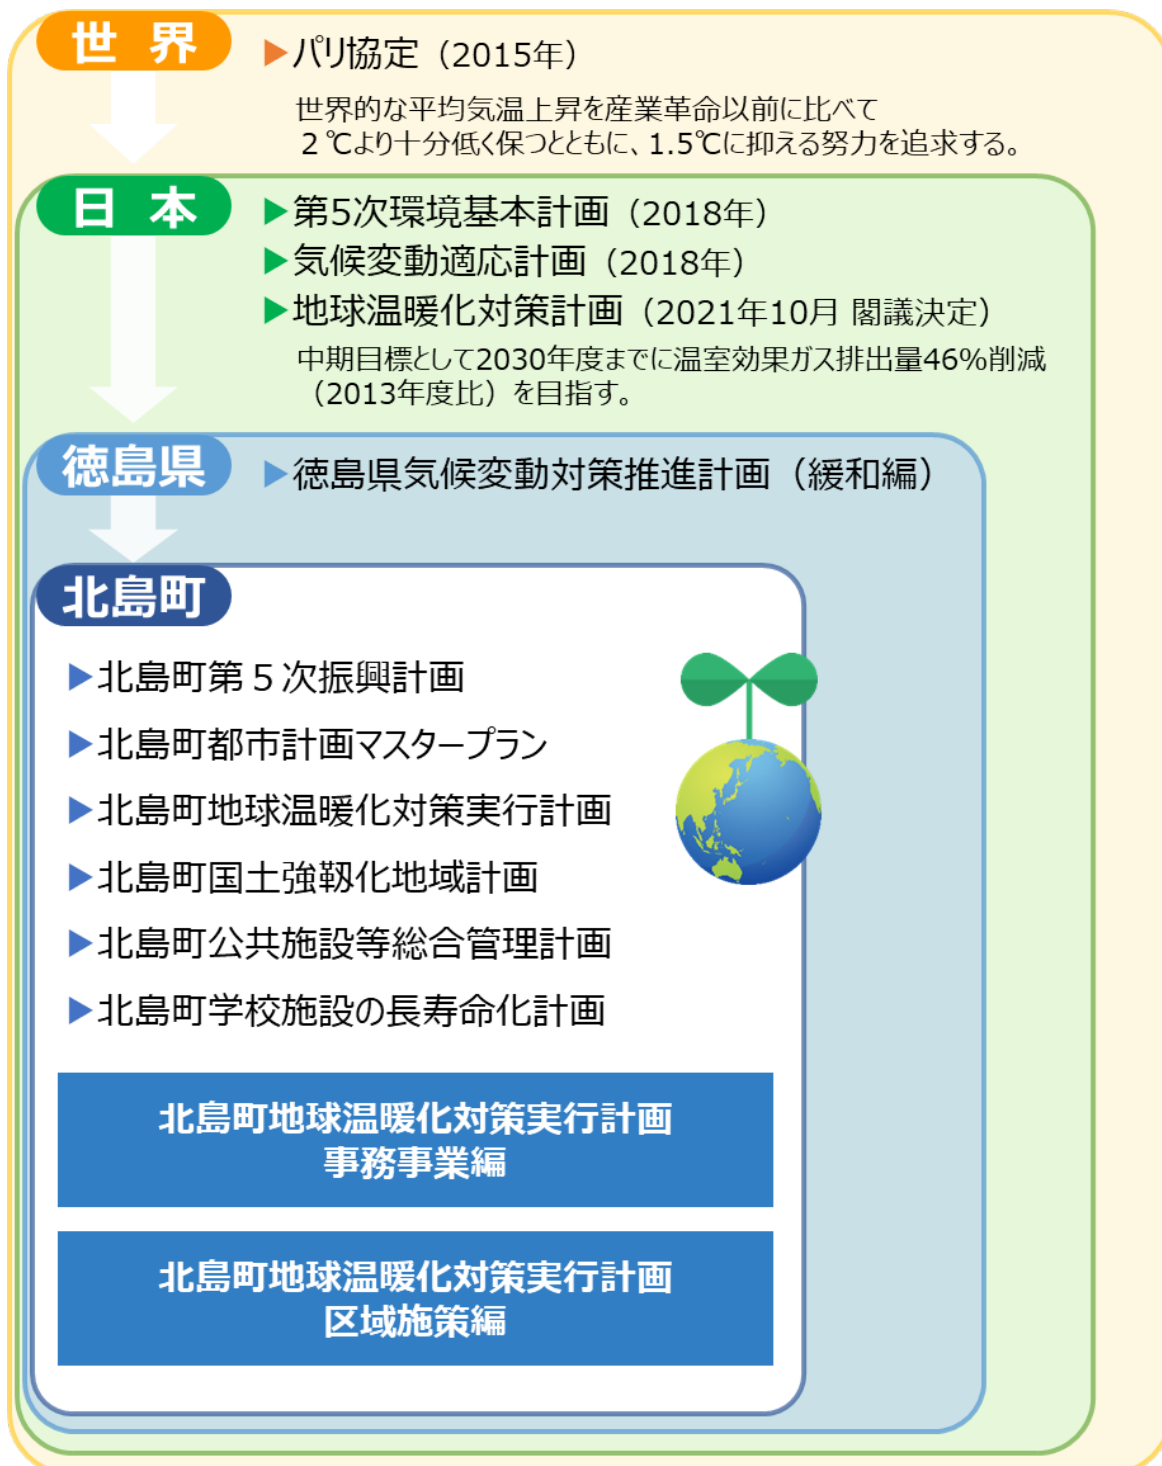 世 界
▶パリ協定（2015年）
世界的な平均気温上昇を産業革命以前に比べて
２℃より十分低く保つとともに、1.5℃に抑える努力を追求する。
日 本
▶第5次環境基本計画（2018年）
▶気候変動適応計画（2018年）
▶地球温暖化対策計画（2021年10月 閣議決定）
中期目標として2030年度までに温室効果ガス排出量46%削減
（2013年度比）を目指す。
徳島県
▶徳島県気候変動対策推進計画（緩和編）
北島町
▶北島町第５次振興計画
▶北島町都市計画マスタープラン
▶北島町地球温暖化対策実行計画
▶北島町国土強靱化地域計画
▶北島町公共施設等総合管理計画
▶北島町学校施設の長寿命化計画
北島町地球温暖化対策実行計画
事務事業編
北島町地球温暖化対策実行計画
区域施策編